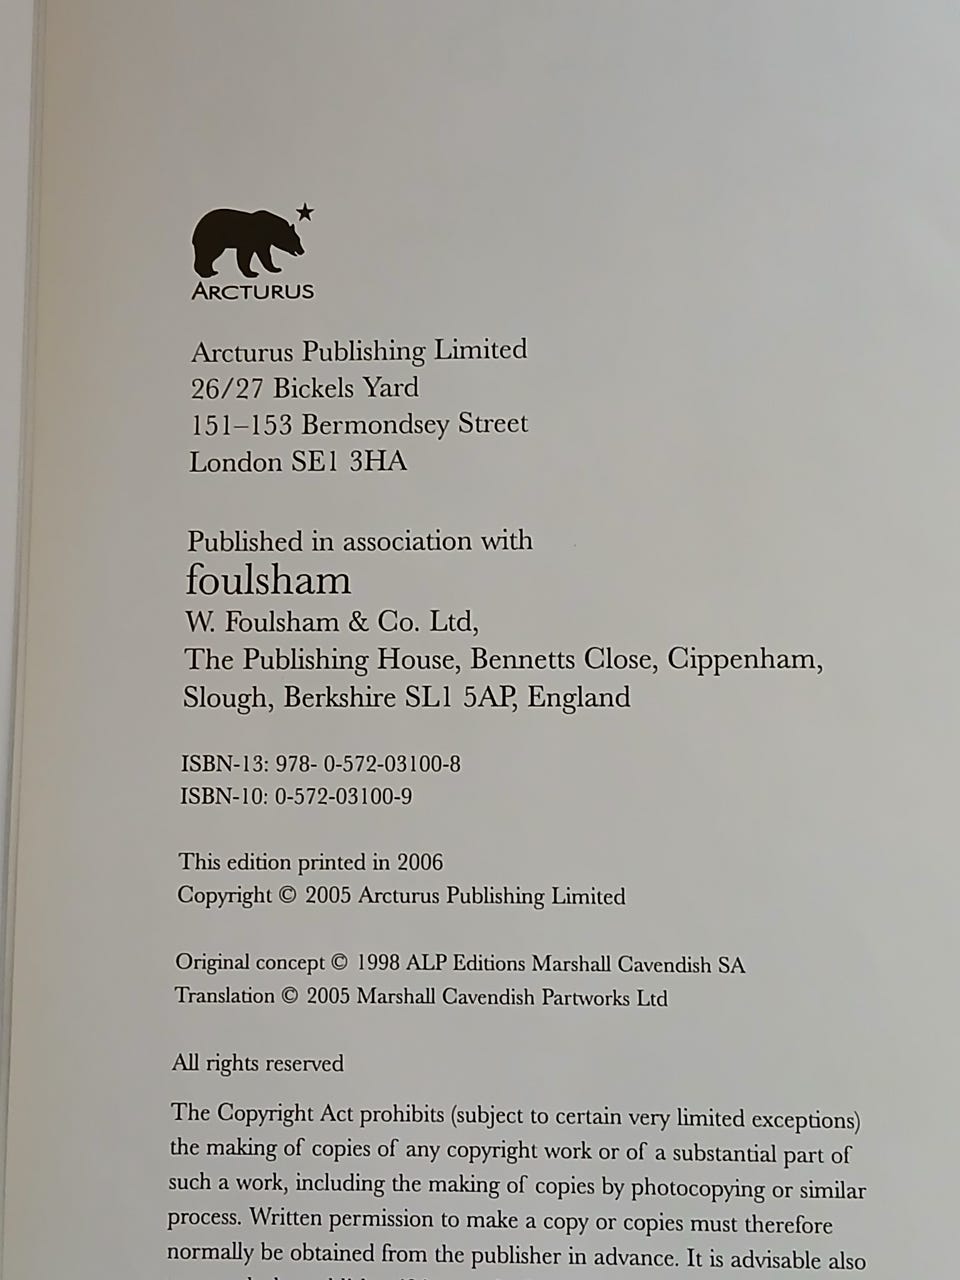 ARCTURUS
Arcturus Publishing Limited
26/27 Bickels Yard
151–153 Bermondsey Street
London SE1 3HA
Published in association with
foulsham
W. Foulsham & Co. Ltd,
The Publishing House, Bennetts Close, Cippenham,
Slough, Berkshire SL1 5AP, England
ISBN-13: 978- 0-572-03100-8
ISBN-10: 0-572-03100-9
This edition printed in 2006
Copyright © 2005 Arcturus Publishing Limited
Original concept © 1998 ALP Editions Marshall Cavendish SA
Translation © 2005 Marshall Cavendish Partworks Ltd
All rights reserved
The Copyright Act prohibits (subject to certain very limited exceptions)
the making of copies of any copyright work or of a substantial part of
such a work, including the making of copies by photocopying or similar
process. Written permission to make a copy or copies must therefore
normally be obtained from the publisher in advance. It is advisable also